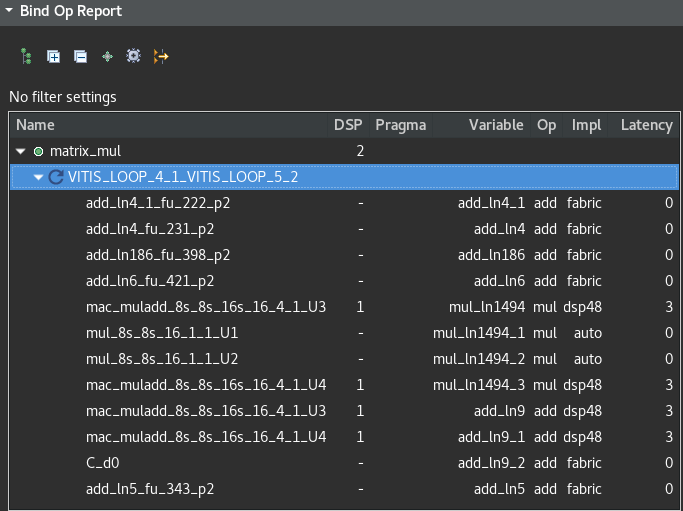 Bind Op Report
No filter settings
Name DSP Pragma Variable Op Impl Latency
matrix_mul 2
VITIS_LOOP_4_1_VITIS_LOOP_5_2
add_ln4_1_fu_222_p2 - add_ln4_1 add fabric 0
add_ln4_fu_231_p2 - add_ln4 add fabric 0
add_ln186_fu_398_p2 - add_ln186 add fabric 0
add_ln6_fu_421_p2 - add_ln6 add fabric 0
mac_muladd_8s_8s_16s_16_4_1_U3 1 mul_ln1494 mul dsp48 3
mul_8s_8s_16_1_1_U1 - mul_ln1494_1 mul auto 0
mul_8s_8s_16_1_1_U2 - mul_ln1494_2 mul auto 0
mac_muladd_8s_8s_16s_16_4_1_U4 1 mul_ln1494_3 mul dsp48 3
mac_muladd_8s_8s_16s_16_4_1_U3 1 add_ln9 add dsp48 3
mac_muladd_8s_8s_16s_16_4_1_U4 1 add_ln9_1 add dsp48 3
C_d0 - add_ln9_2 add fabric 0
add_ln5_fu_343_p2 - add_ln5 add fabric 0